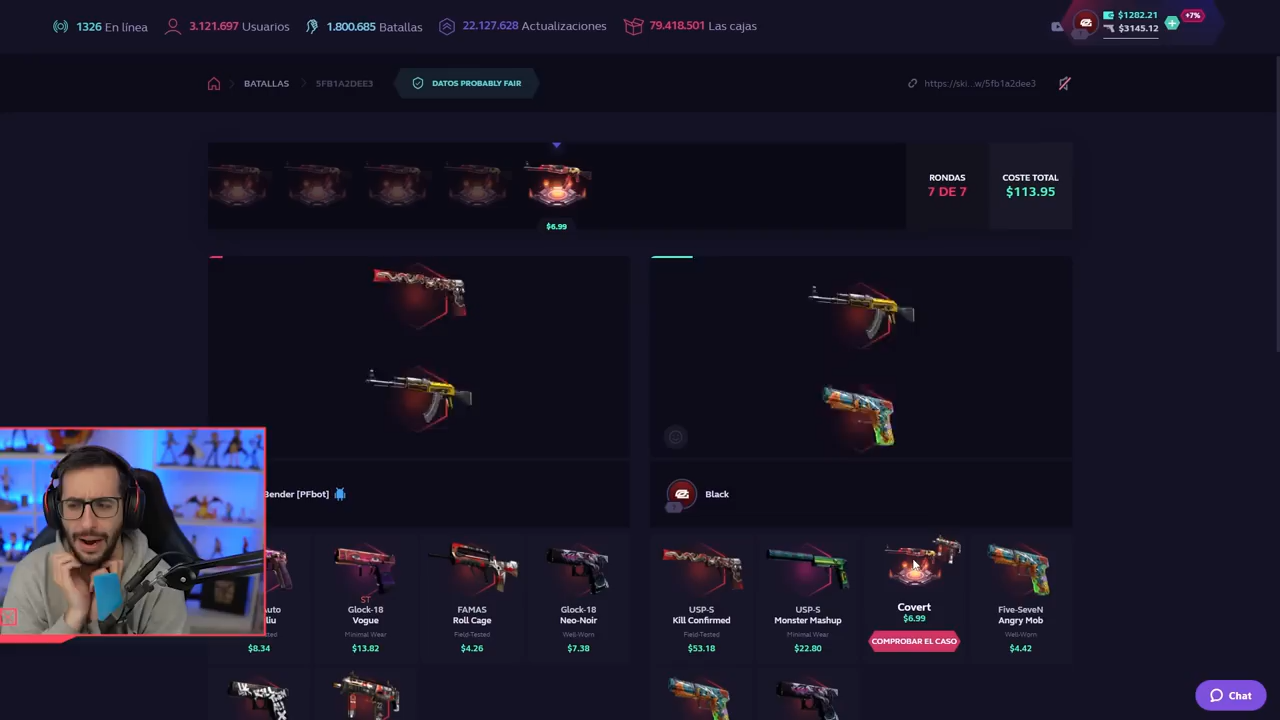 1326 En línea
3.121.697 Usuarios
1.800.685 Batallas
22.127.628 Actualizaciones
79.418.501 Las cajas
$1282.21
$3145.12
+7%
BATALLAS
5FB1A2DEE3
DATOS PROBABLY FAIR
https://ski...w/5fb1a2dee3
RONDAS
7 DE 7
COSTE TOTAL
$113.95
$6.99
Bender [PFbot]
Black
Glock-18
Vogue
ST
Minimal Wear
$13.82
$8.34
FAMAS
Roll Cage
Field-Tested
$4.26
Glock-18
Neo-Noir
Well-Worn
$7.38
USP-S
Kill Confirmed
Field-Tested
$53.18
USP-S
Monster Mashup
Minimal Wear
$22.80
Covert
$6.99
COMPROBAR EL CASO
Five-SeveN
Angry Mob
Well-Worn
$4.42
Chat